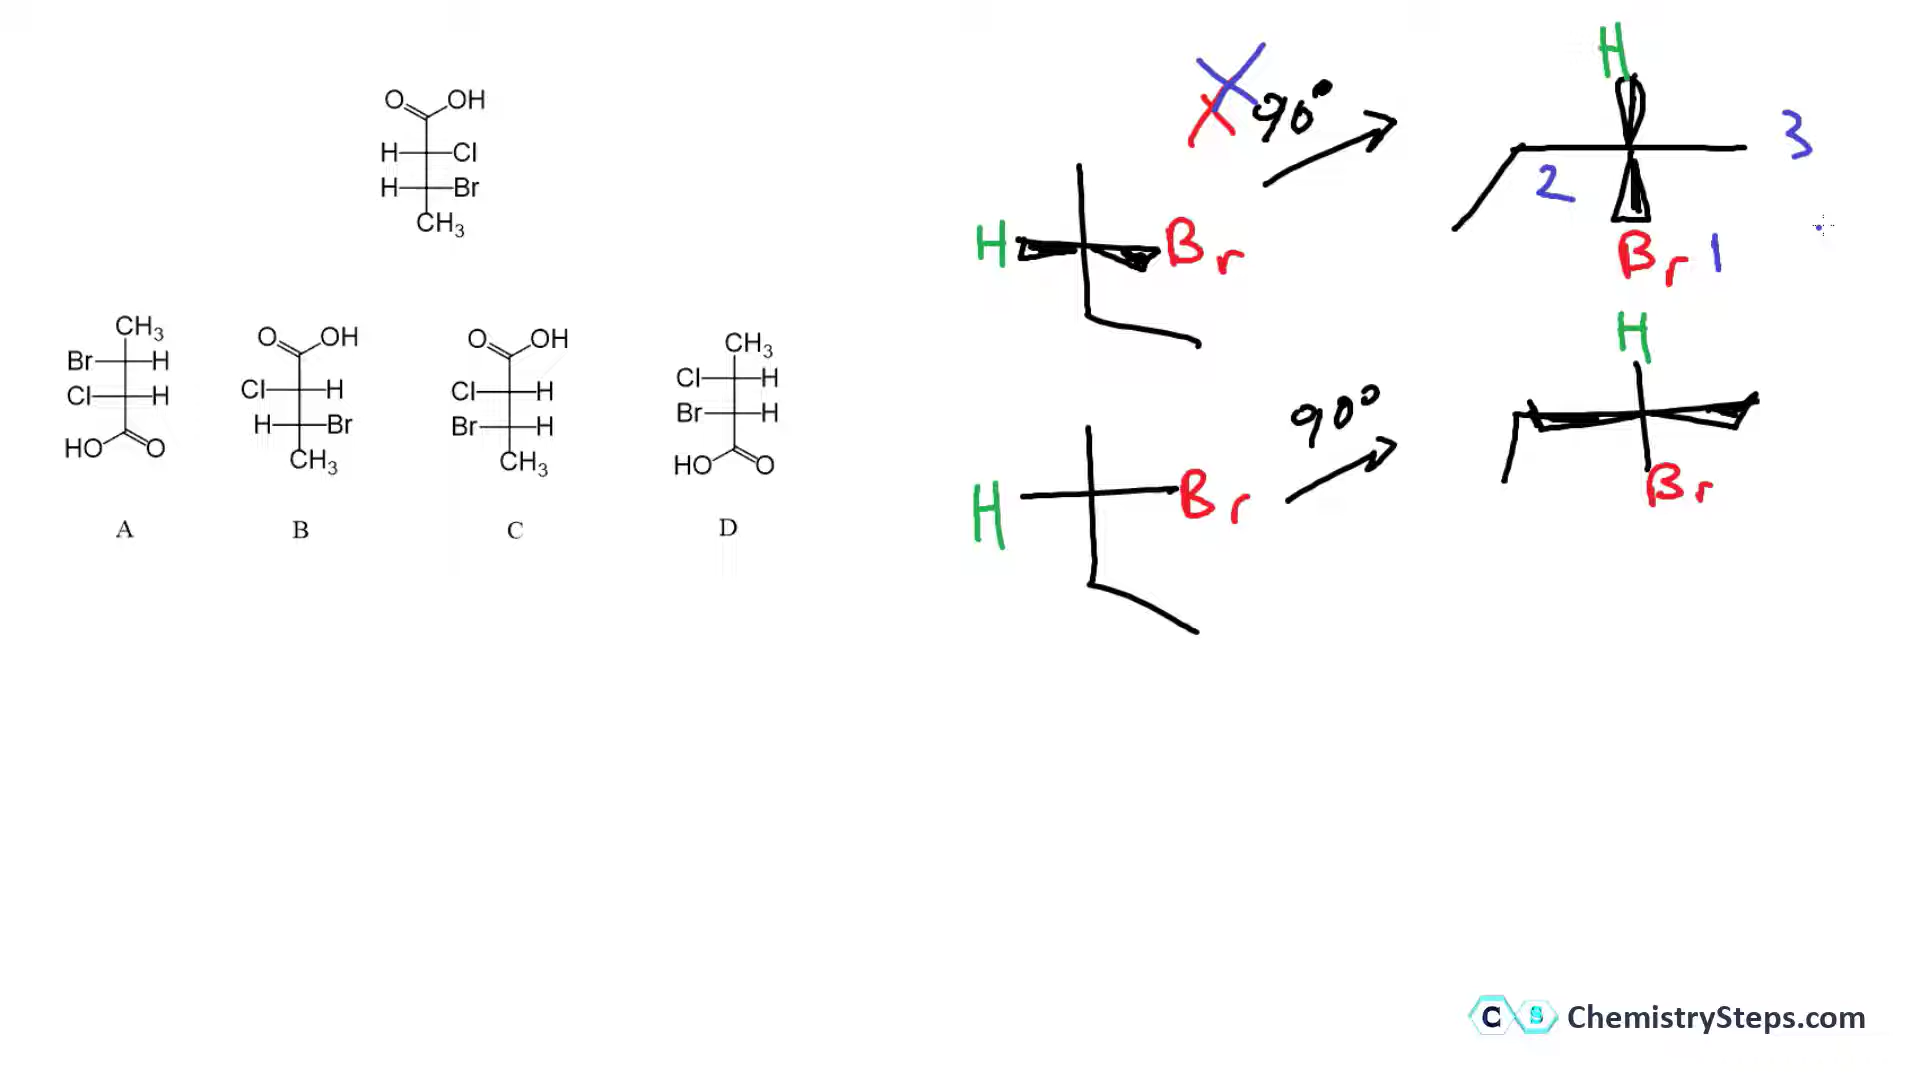 O OH
H Cl
H Br
CH3
CH3
Br H
Cl H
HO O
A
O OH
Cl H
H Br
CH3
B
O OH
Cl H
Br H
CH3
C
CH3
Cl H
Br H
HO O
D
90°
H
3
2
Br 1
H Br
90°
H
Br
H Br
C S ChemistrySteps.com